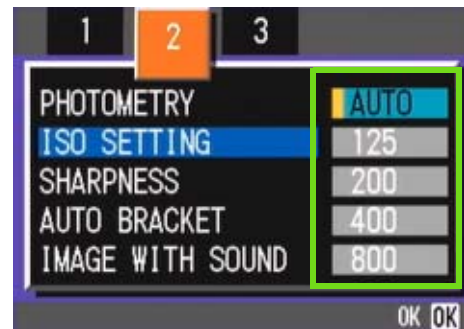 1 2 3
PHOTOMETRY AUTO
ISO SETTING 125
SHARPNESS 200
AUTO BRACKET 400
IMAGE WITH SOUND 800
OK OK